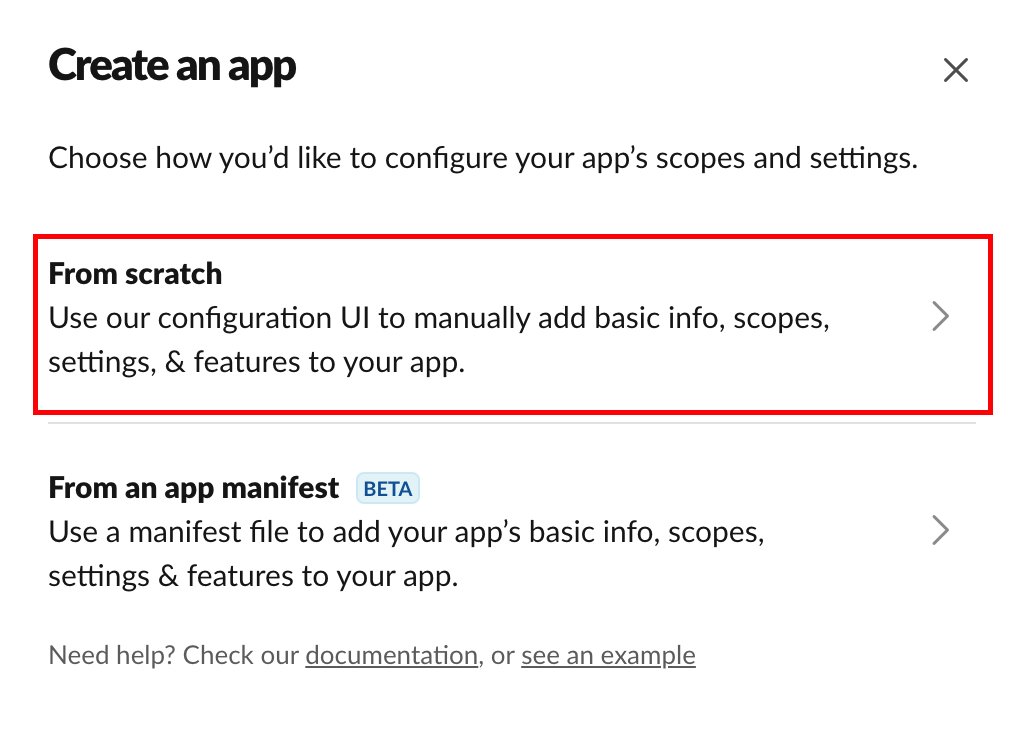 Create an app
Choose how you’d like to configure your app’s scopes and settings.
From scratch
Use our configuration UI to manually add basic info, scopes,
settings, & features to your app.
From an app manifest BETA
Use a manifest file to add your app’s basic info, scopes,
settings & features to your app.
Need help? Check our documentation, or see an example